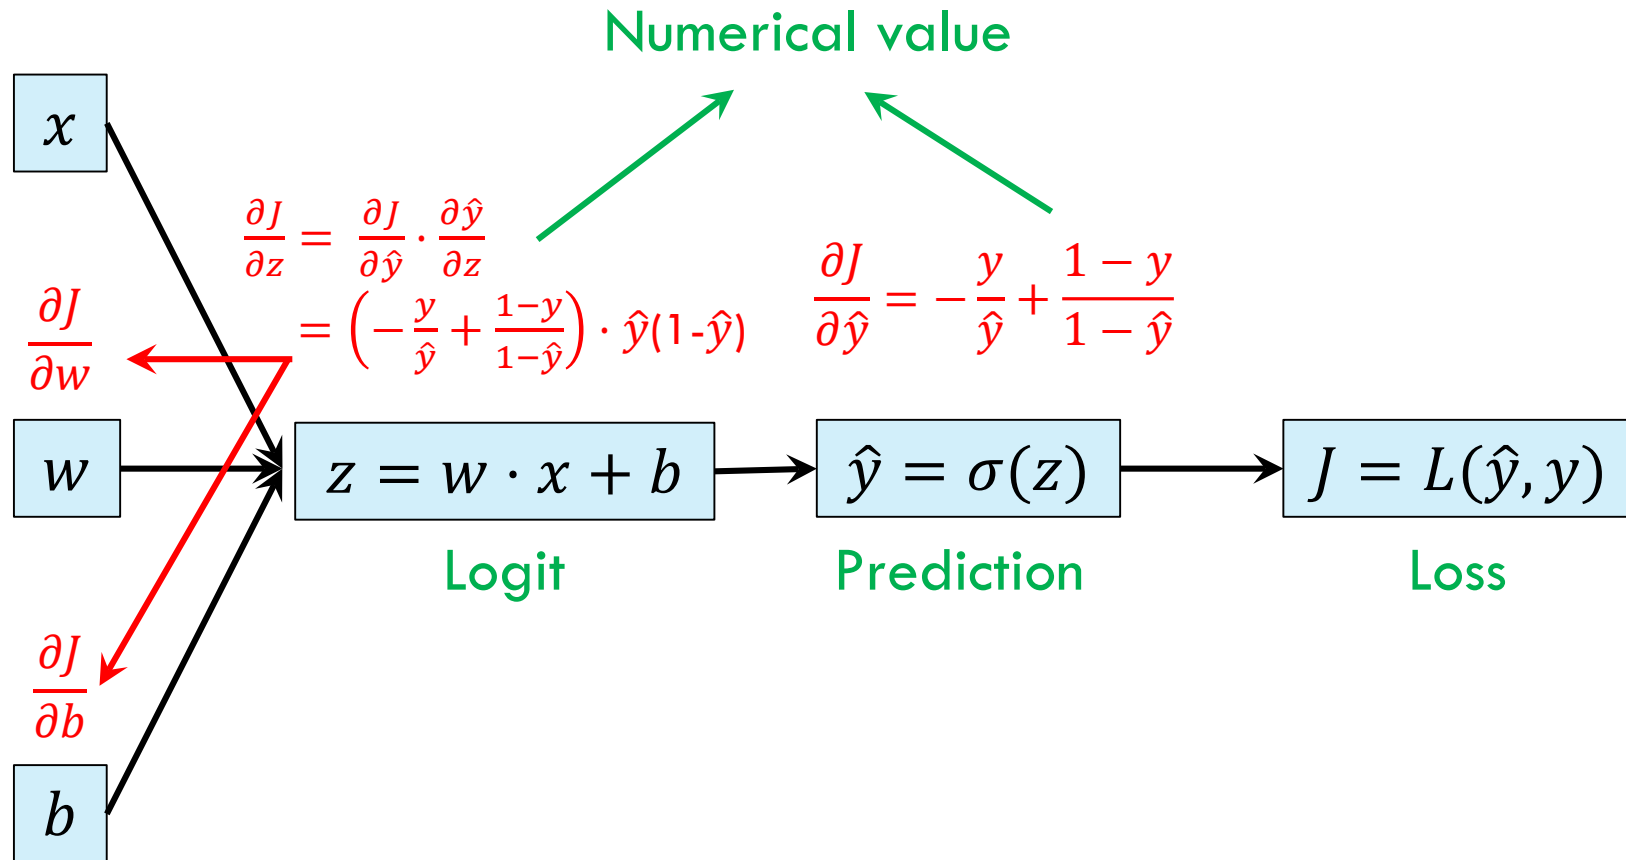 Numerical value
x
∂J/∂z = ∂J/∂ŷ · ∂ŷ/∂z
= (− y/ŷ + (1−y)/(1−ŷ)) · ŷ(1-ŷ)
∂J/∂ŷ = − y/ŷ + (1 − y)/(1 − ŷ)
∂J/∂w
w
z = w · x + b
ŷ = σ(z)
J = L(ŷ, y)
Logit
Prediction
Loss
∂J/∂b
b